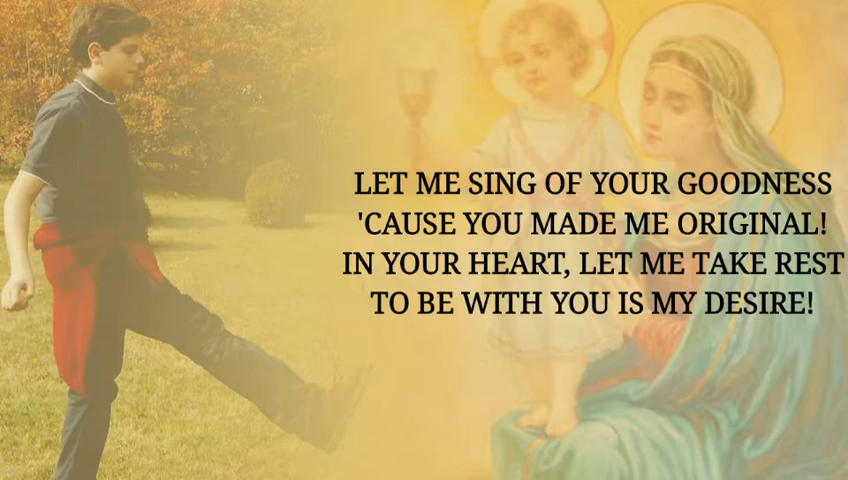 LET ME SING OF YOUR GOODNESS
'CAUSE YOU MADE ME ORIGINAL!
IN YOUR HEART, LET ME TAKE REST
TO BE WITH YOU IS MY DESIRE!